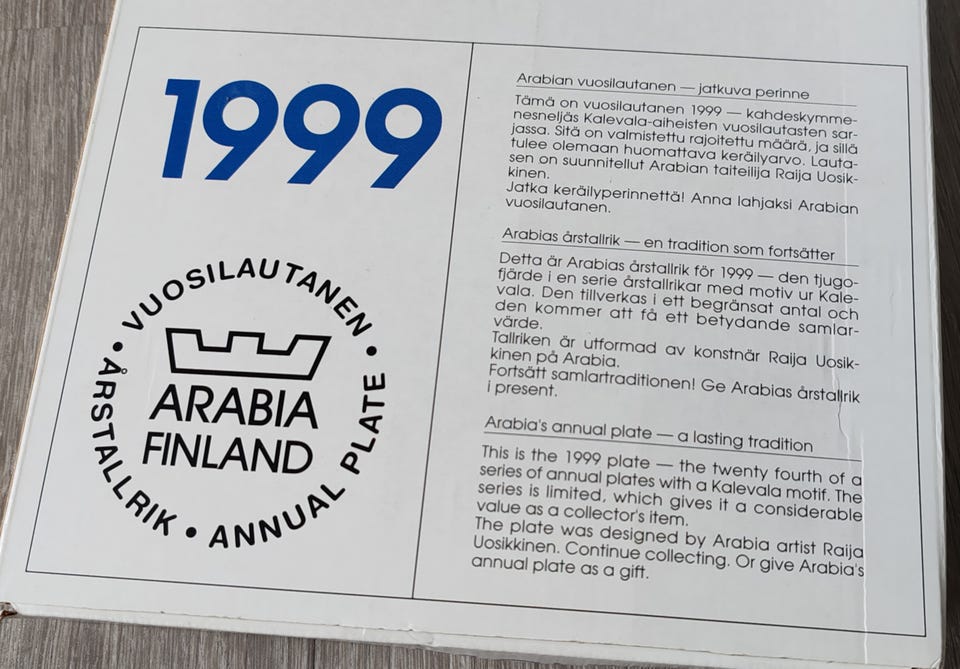 1999
VUOSILAUTANEN • ANNUAL PLATE • ÅRSTALLRIK •
ARABIA
FINLAND
Arabian vuosilautanen — jatkuva perinne
Tämä on vuosilautanen 1999 — kahdeskymme-
nesneljäs Kalevala-aiheisten vuosilautasten sar-
jassa. Sitä on valmistettu rajoitettu määrä, ja sillä
tulee olemaan huomattava keräilyarvo. Lauta-
sen on suunnitellut Arabian taiteilija Raija Uosik-
kinen.
Jatka keräilyperinnettä! Anna lahjaksi Arabian
vuosilautanen.
Arabias årstallrik — en tradition som fortsätter
Detta är Arabias årstallrik för 1999 — den tjugo-
fjärde i en serie årstallrikar med motiv ur Kale-
vala. Den tillverkas i ett begränsat antal och
den kommer att få ett betydande samlar-
värde.
Tallriken är utformad av konstnär Raija Uosik-
kinen på Arabia.
Fortsätt samlartraditionen! Ge Arabias årstallrik
i present.
Arabia's annual plate — a lasting tradition
This is the 1999 plate — the twenty fourth of a
series of annual plates with a Kalevala motif. The
series is limited, which gives it a considerable
value as a collector's item.
The plate was designed by Arabia artist Raija
Uosikkinen. Continue collecting. Or give Arabia's
annual plate as a gift.